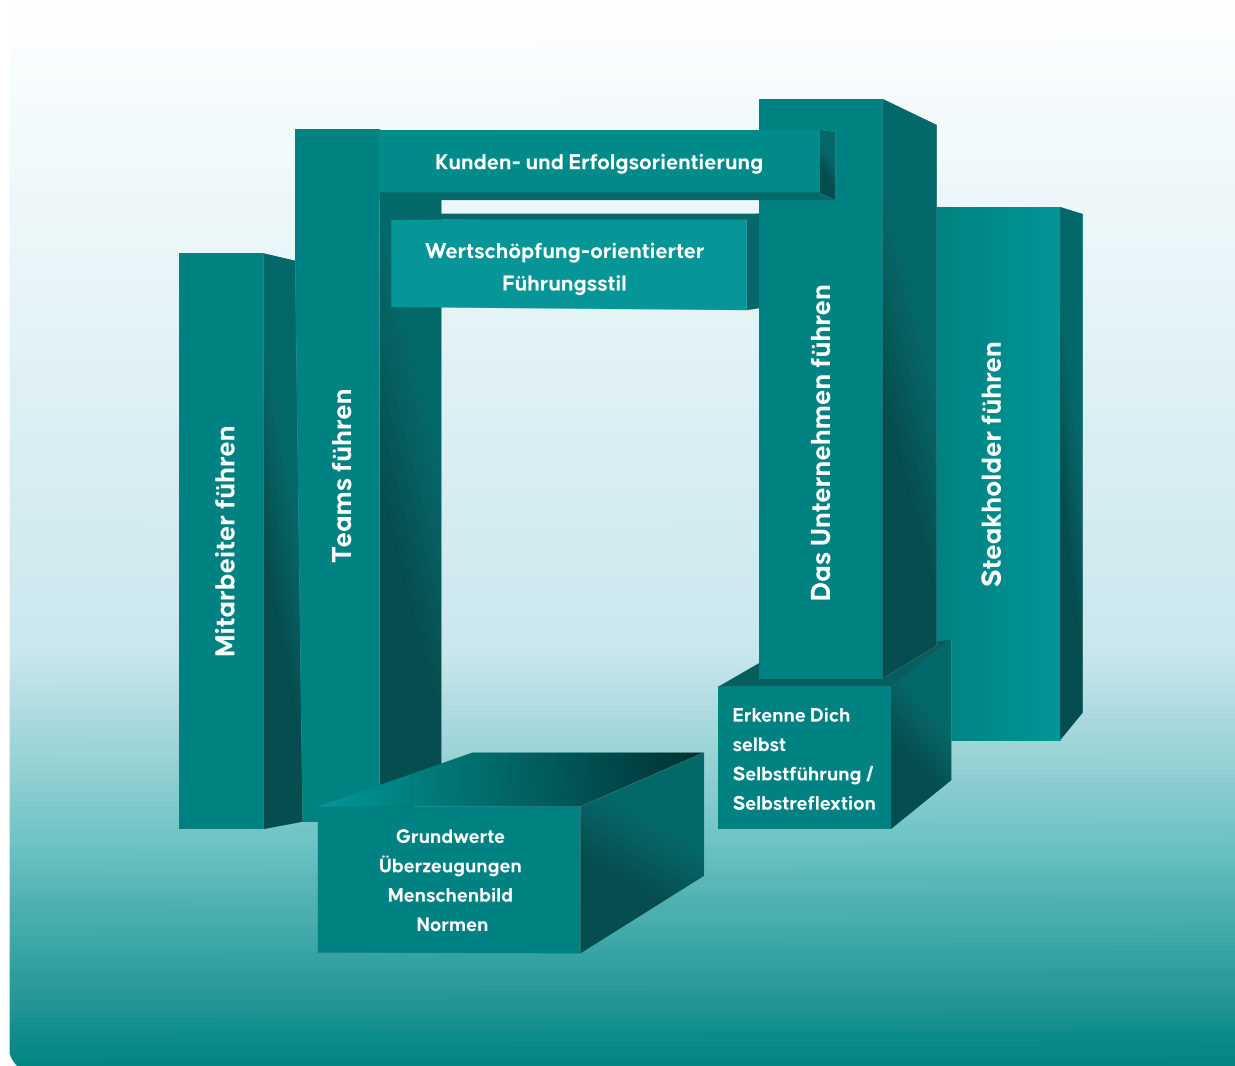 Kunden- und Erfolgsorientierung
Wertschöpfung-orientierter
Führungsstil
Mitarbeiter führen
Teams führen
Das Unternehmen führen
Steakholder führen
Erkenne Dich
selbst
Selbstführung /
Selbstreflextion
Grundwerte
Überzeugungen
Menschenbild
Normen